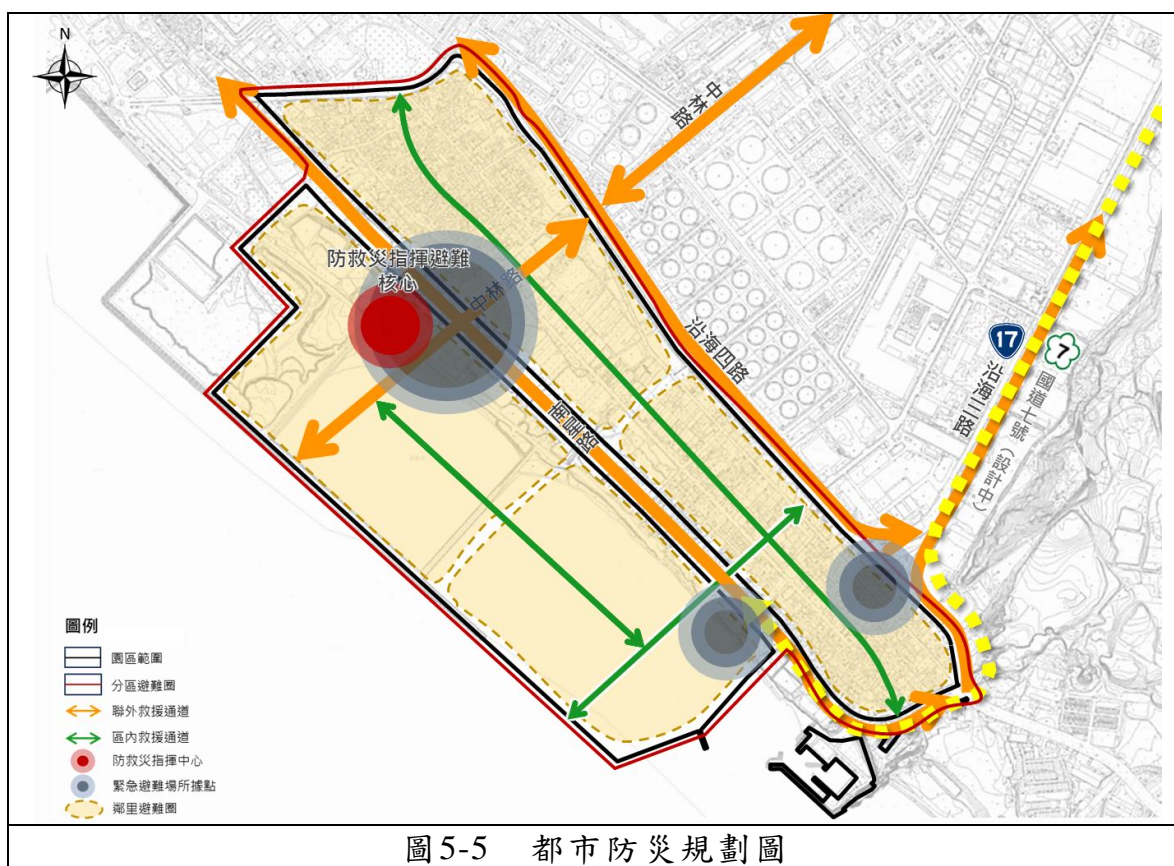 N
中林路
防救災指揮避難
核心
中林路
沿海四路
17
7
沿海三路
國道七號（設計中）
南星路
圖例
園區範圍
分區避難圈
聯外救援通道
區內救援通道
防救災指揮中心
緊急避難場所據點
鄰里避難圈
圖5-5 都市防災規劃圖